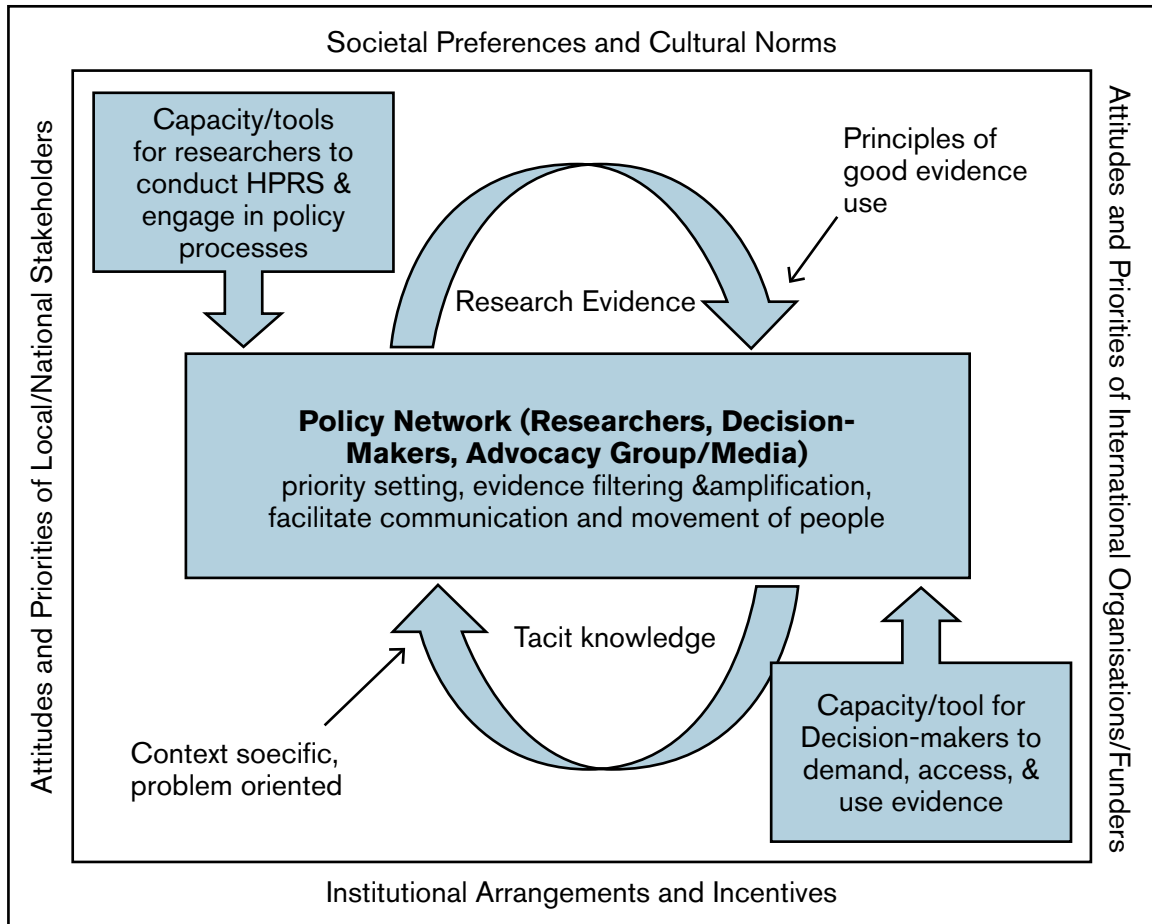 Societal Preferences and Cultural Norms
Attitudes and Priorities of Local/National Stakeholders
Capacity/tools
for researchers to
conduct HPRS &
engage in policy
processes
Principles of
good evidence
use
Research Evidence
Policy Network (Researchers, Decision-
Makers, Advocacy Group/Media)
priority setting, evidence filtering &amplification,
facilitate communication and movement of people
Tacit knowledge
Context soecific,
problem oriented
Capacity/tool for
Decision-makers to
demand, access, &
use evidence
Attitudes and Priorities of International Organisations/Funders
Institutional Arrangements and Incentives